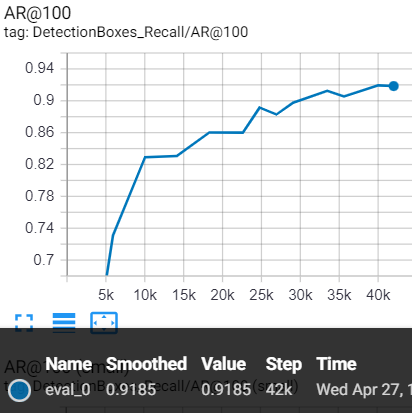 AR@100
tag: DetectionBoxes_Recall/AR@100
0.94
0.9
0.86
0.82
0.78
0.74
0.7
5k 10k 15k 20k 25k 30k 35k 40k
Name Smoothed Value Step Time
eval_0 0.9185 0.9185 42k Wed Apr 27, 1